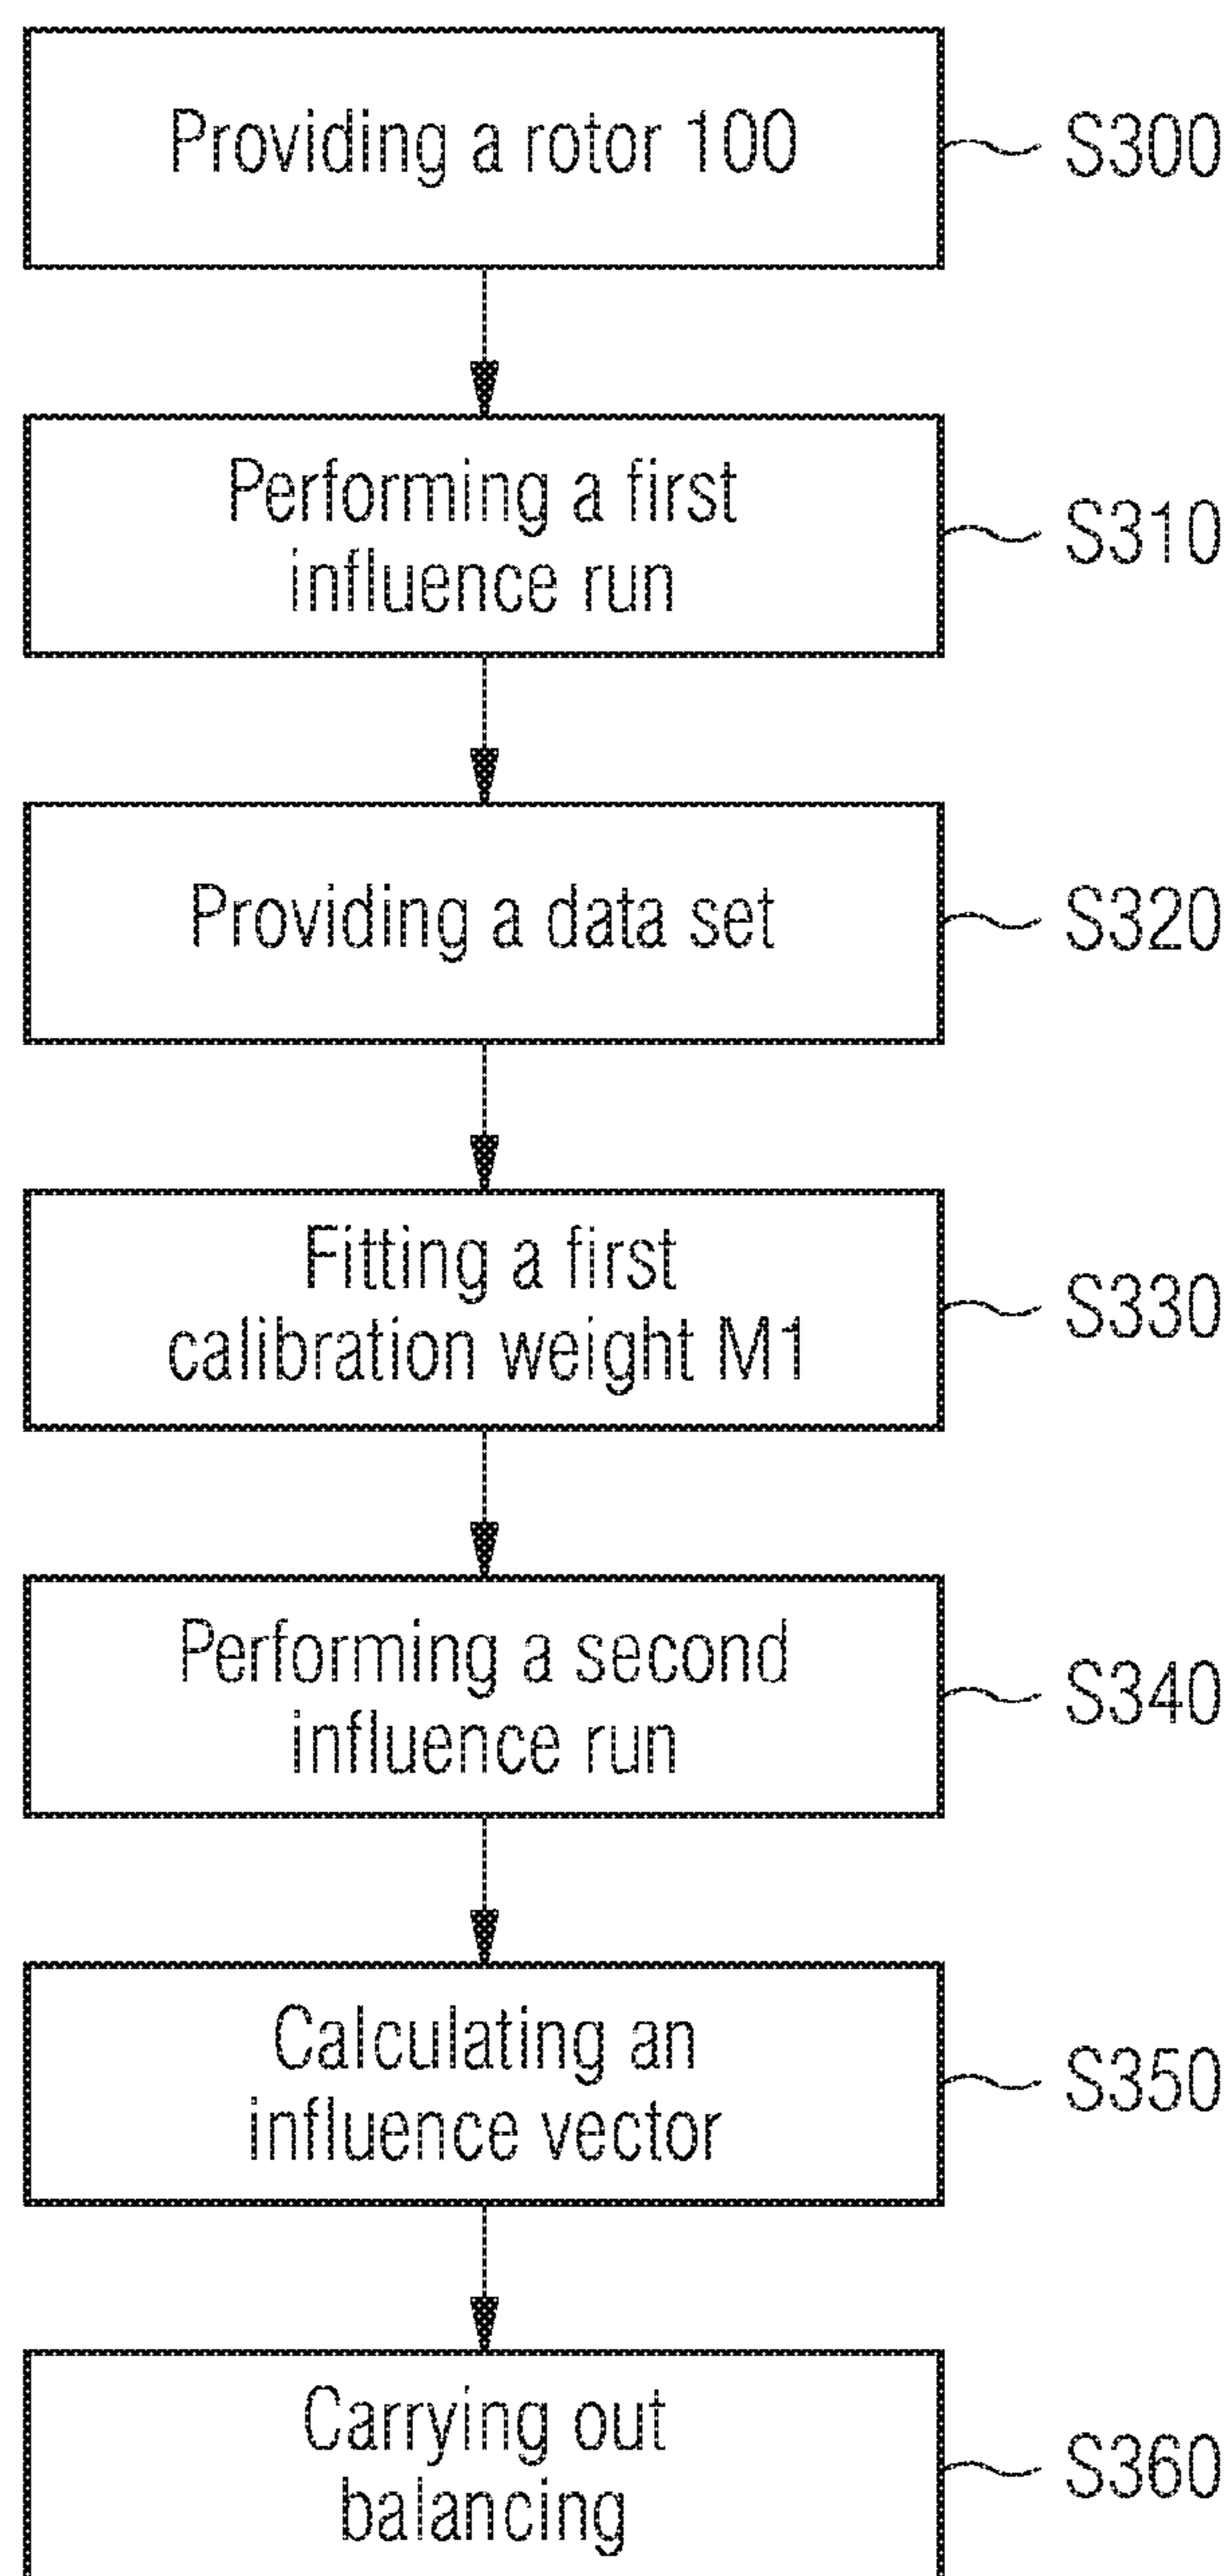 Providing a rotor 100
S300
Performing a first
influence run
S310
Providing a data set
S320
Fitting a first
calibration weight M1
S330
Performing a second
influence run
S340
Calculating an
influence vector
S350
Carrying out
balancing
S360